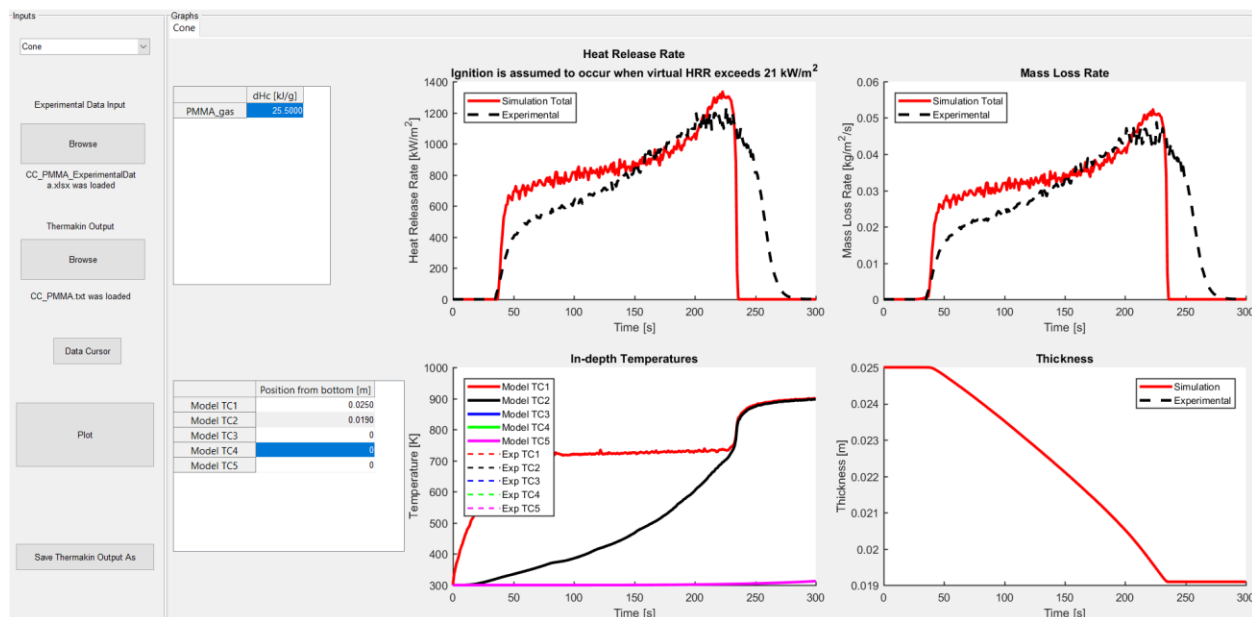 Inputs
Cone
Experimental Data Input
Browse
CC_PMMA_ExperimentalDat
a.xlsx was loaded
Thermakin Output
Browse
CC_PMMA.txt was loaded
Data Cursor
Plot
Save Thermakin Output As
Graphs
Cone
dHc [kJ/g]
PMMA_gas 25.5000
Heat Release Rate
Ignition is assumed to occur when virtual HRR exceeds 21 kW/m²
Heat Release Rate [kW/m²]
1400
1200
1000
800
600
400
200
0
Simulation Total
Experimental
0 50 100 150 200 250 300
Time [s]
Mass Loss Rate
Mass Loss Rate [kg/m²/s]
0.06
0.05
0.04
0.03
0.02
0.01
0
Simulation Total
Experimental
0 50 100 150 200 250 300
Time [s]
Position from bottom [m]
Model TC1 0.0250
Model TC2 0.0190
Model TC3 0
Model TC4 0
Model TC5 0
In-depth Temperatures
Temperature [K]
1000
900
800
700
600
500
400
300
Model TC1
Model TC2
Model TC3
Model TC4
Model TC5
Exp TC1
Exp TC2
Exp TC3
Exp TC4
Exp TC5
0 50 100 150 200 250 300
Time [s]
Thickness
Thickness [m]
0.025
0.024
0.023
0.022
0.021
0.02
0.019
Simulation
Experimental
0 50 100 150 200 250 300
Time [s]